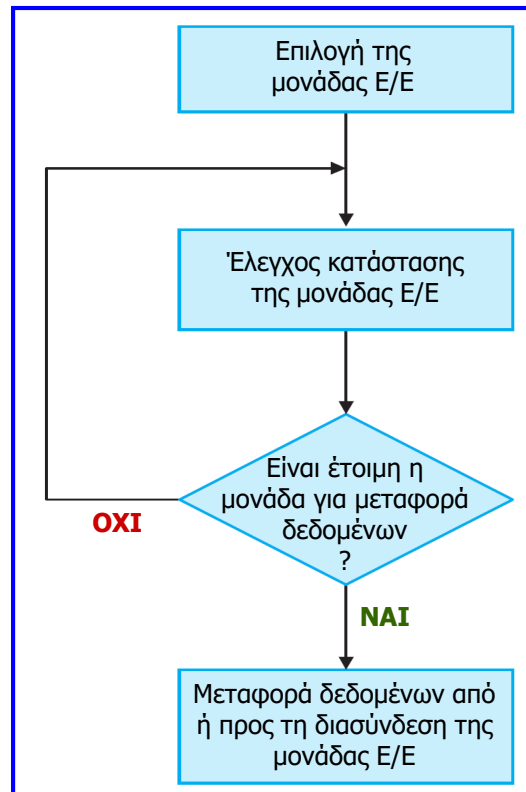 Επιλογή της
μονάδας Ε/Ε
Έλεγχος κατάστασης
της μονάδας Ε/Ε
Είναι έτοιμη η
μονάδα για μεταφορά
δεδομένων
?
ΟΧΙ
ΝΑΙ
Μεταφορά δεδομένων από
ή προς τη διασύνδεση της
μονάδας Ε/Ε